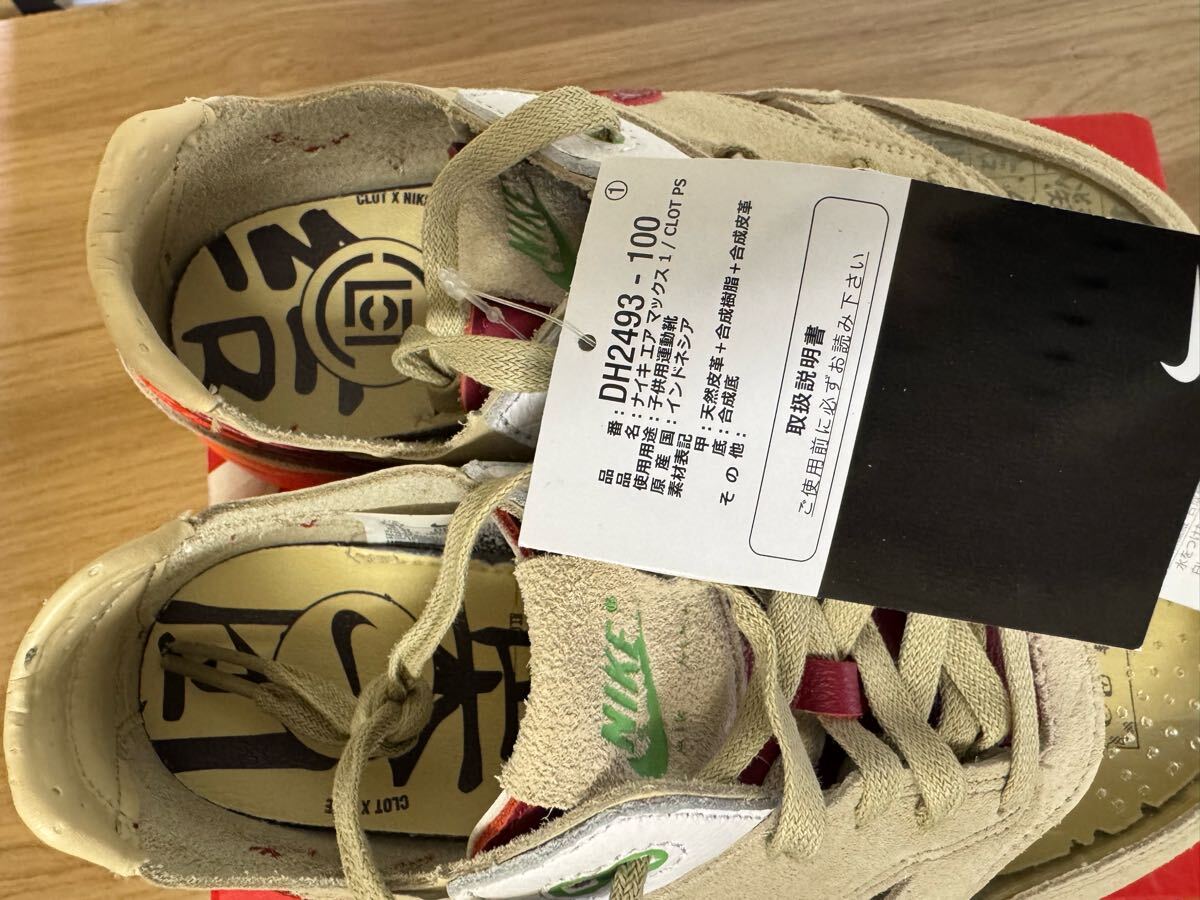 ①
品番：DH2493－100
品名：ナイキ エア マックス 1 / CLOT PS
使用用途：子供用運動靴
原産国：インドネシア
素材表記
甲：天然皮革＋合成樹脂＋合成皮革
底：合成底
その他：
取扱説明書
ご使用前に必ずお読み下さい
CLOT X NIKE
NIKE
NIKE
Air
CLOT X NIKE